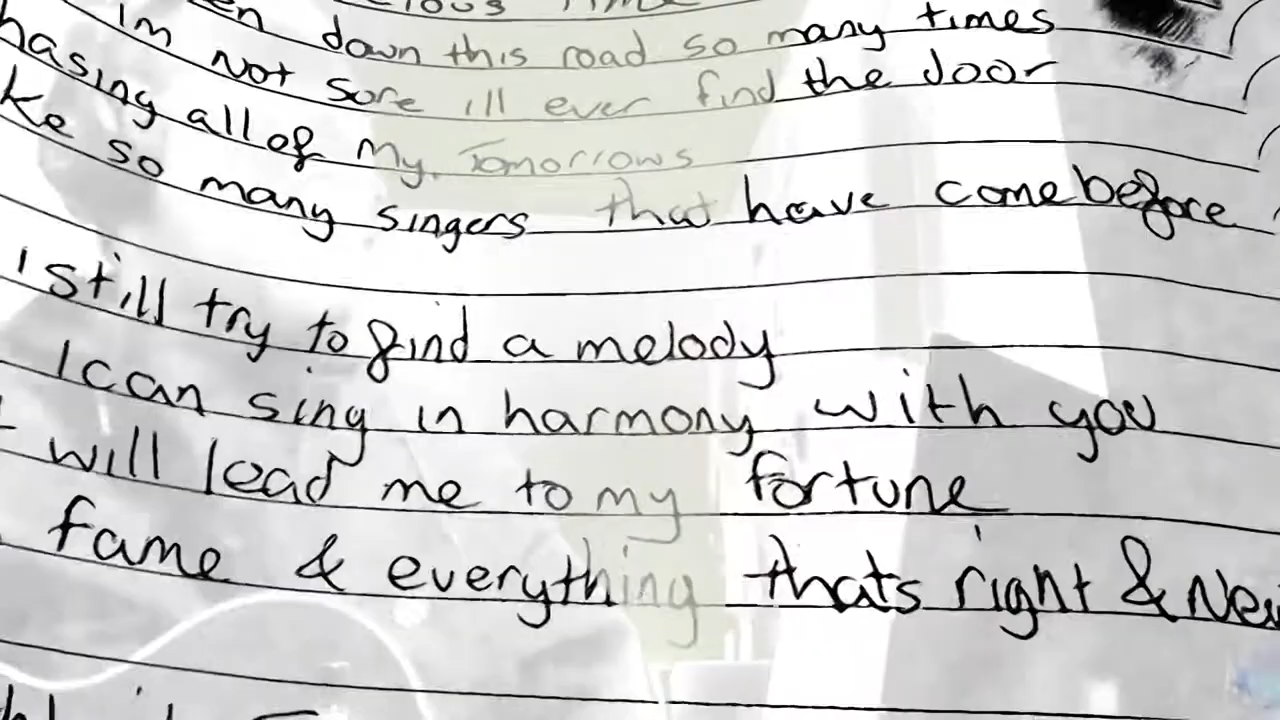 down this road so many times
im not sore ill ever find the door
hasing all of my tomorrows
ke so many singers that have come before
I still try to find a melody
I can sing in harmony with you
will lead me to my fortune
fame & everything thats right & New